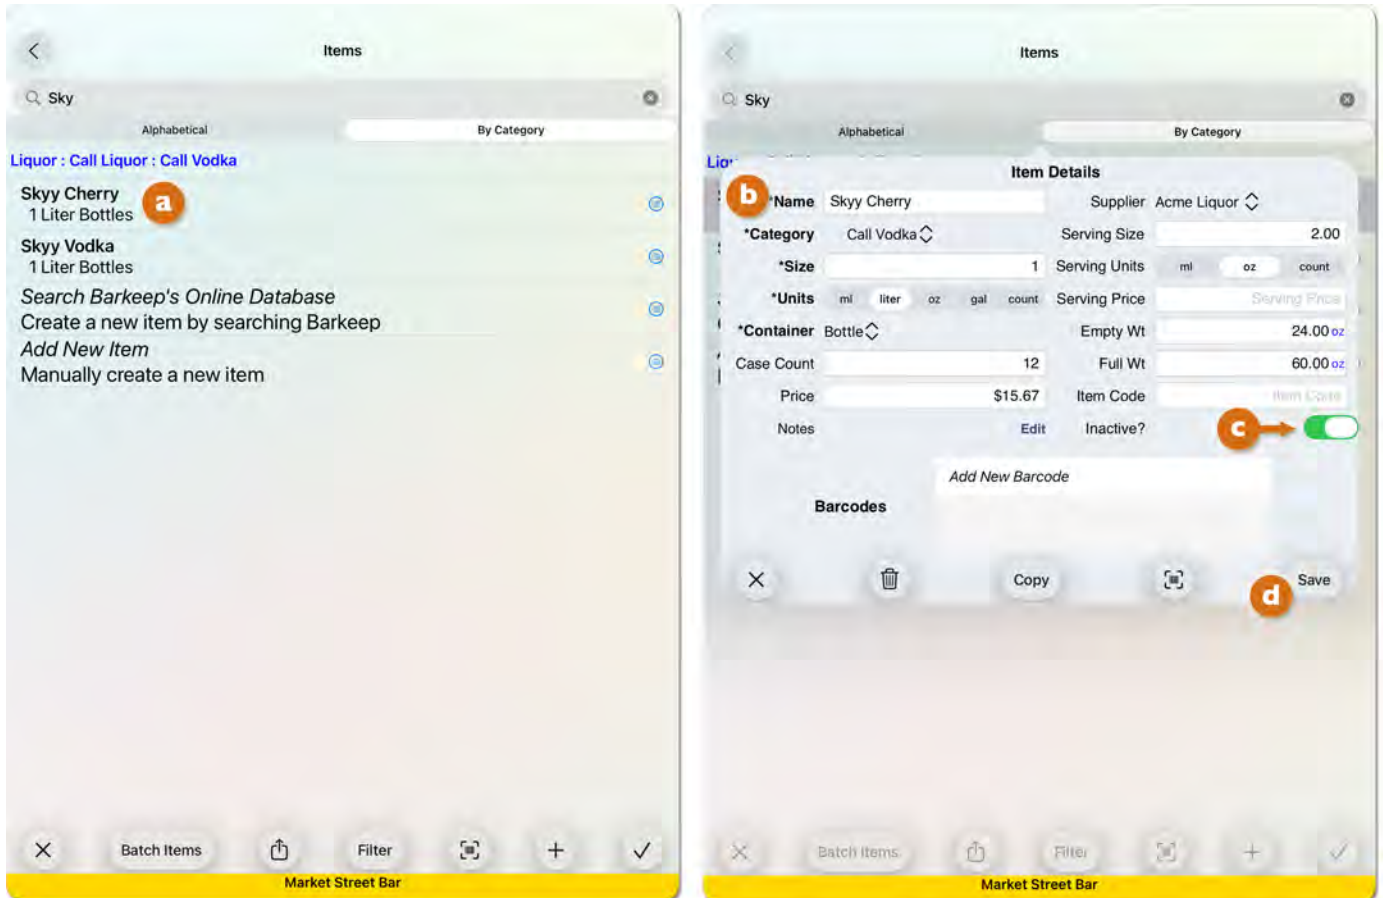 Items
Sky
Alphabetical
By Category
Liquor : Call Liquor : Call Vodka
Skyy Cherry
1 Liter Bottles
a
Skyy Vodka
1 Liter Bottles
Search Barkeep's Online Database
Create a new item by searching Barkeep
Add New Item
Manually create a new item
Batch Items
Filter
Market Street Bar
Items
Sky
Alphabetical
By Category
Item Details
b
*Name Skyy Cherry
Supplier Acme Liquor
*Category Call Vodka
Serving Size 2.00
*Size 1
Serving Units ml oz count
*Units ml liter oz gal count
Serving Price Serving Price
*Container Bottle
Empty Wt 24.00 oz
Case Count 12
Full Wt 60.00 oz
Price $15.67
Item Code Item Code
Notes Edit
Inactive?
c
Add New Barcode
Barcodes
Copy
d
Save
Batch Items
Filter
Market Street Bar